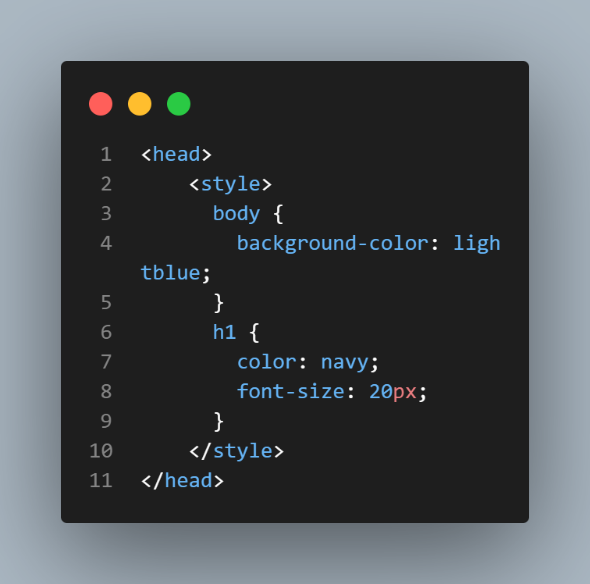 1 <head>
2     <style>
3       body {
4         background-color: ligh
tblue;
5       }
6       h1 {
7         color: navy;
8         font-size: 20px;
9       }
10     </style>
11 </head>